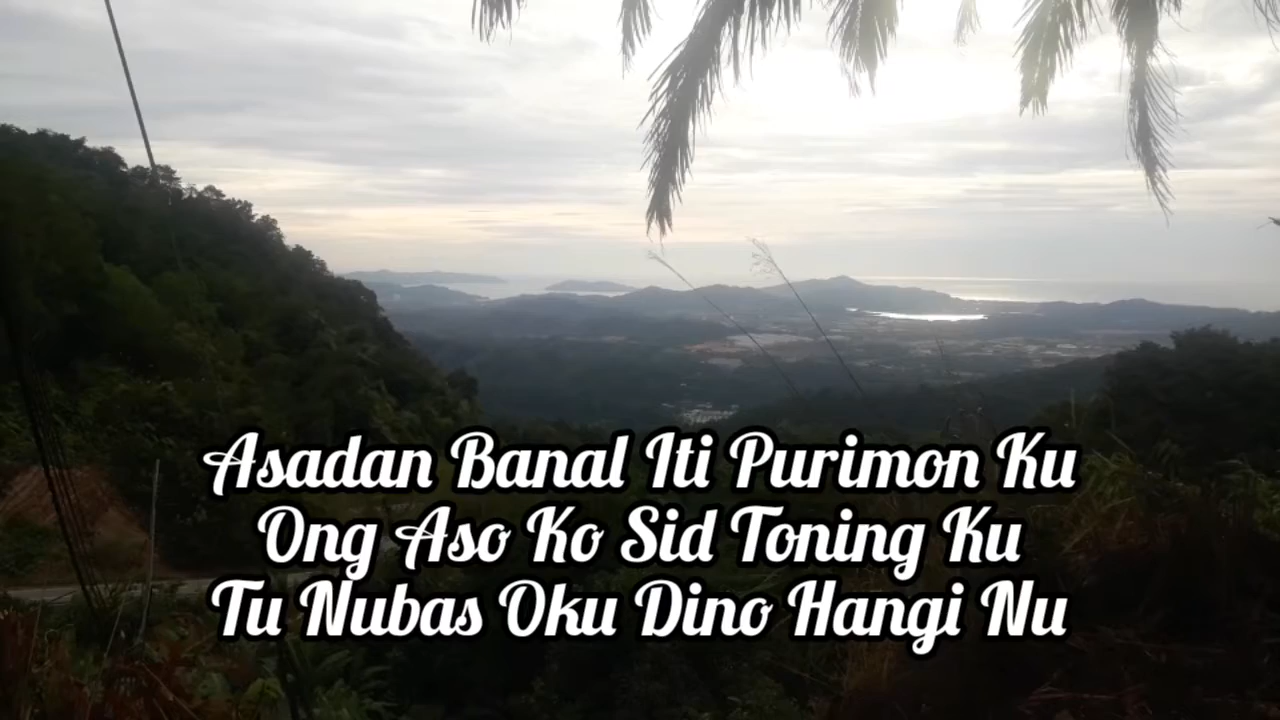 Asadan Banal Iti Purimon Ku
Ong Aso Ko Sid Toning Ku
Tu Nubas Oku Dino Hangi Nu